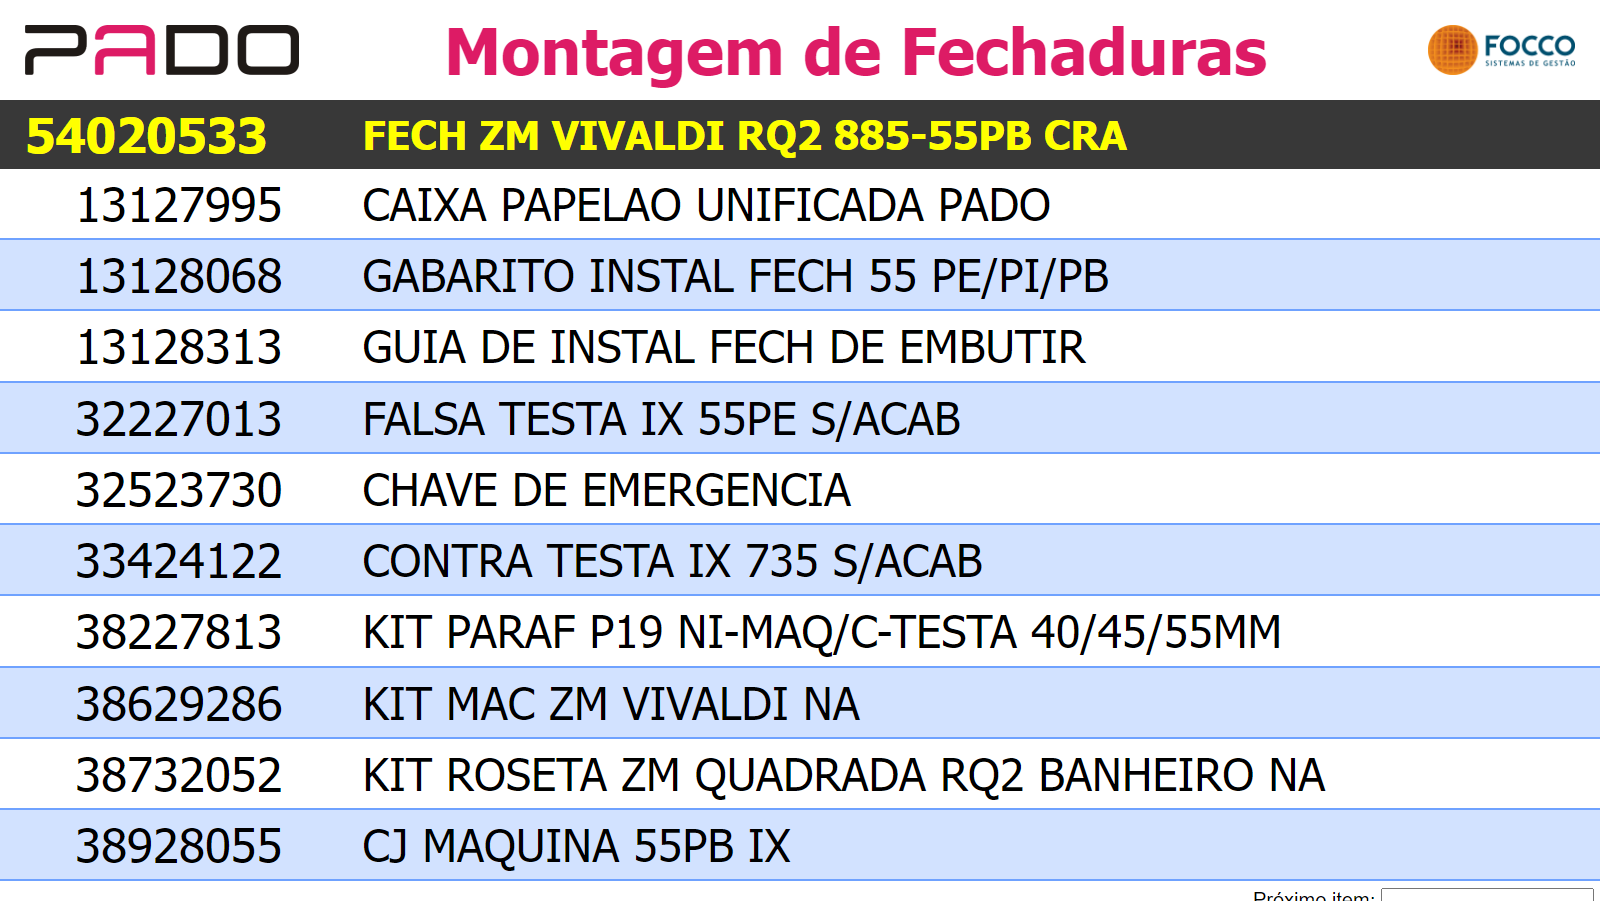 PADO Montagem de Fechaduras FOCCO
SISTEMAS DE GESTÃO
54020533 FECH ZM VIVALDI RQ2 885-55PB CRA
13127995 CAIXA PAPELAO UNIFICADA PADO
13128068 GABARITO INSTAL FECH 55 PE/PI/PB
13128313 GUIA DE INSTAL FECH DE EMBUTIR
32227013 FALSA TESTA IX 55PE S/ACAB
32523730 CHAVE DE EMERGENCIA
33424122 CONTRA TESTA IX 735 S/ACAB
38227813 KIT PARAF P19 NI-MAQ/C-TESTA 40/45/55MM
38629286 KIT MAC ZM VIVALDI NA
38732052 KIT ROSETA ZM QUADRADA RQ2 BANHEIRO NA
38928055 CJ MAQUINA 55PB IX
Próximo item: